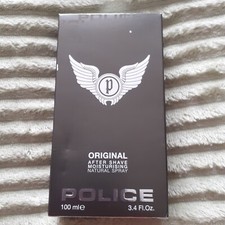 P
ORIGINAL
AFTER SHAVE
MOISTURISING
NATURAL SPRAY
POLICE
100 ml e 3.4 Fl.Oz.